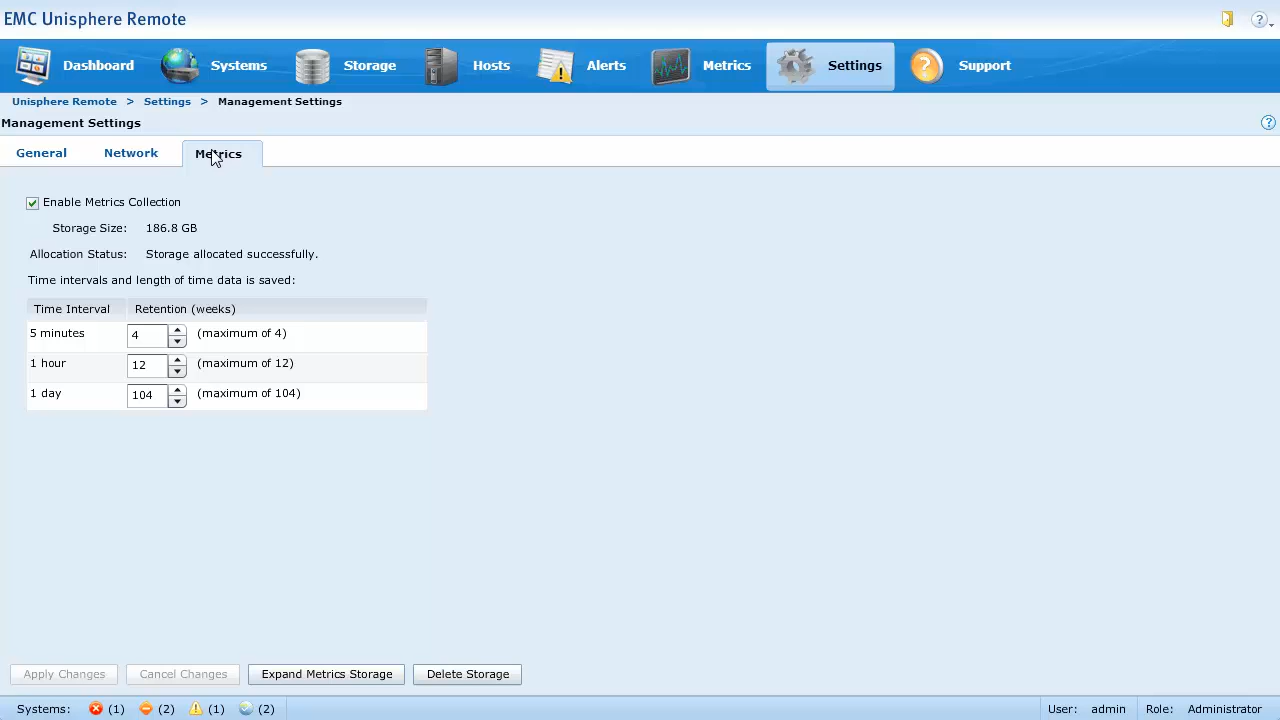 EMC Unisphere Remote
Dashboard Systems Storage Hosts Alerts Metrics Settings Support
Unisphere Remote > Settings > Management Settings
Management Settings
General Network Metrics
Enable Metrics Collection
Storage Size: 186.8 GB
Allocation Status: Storage allocated successfully.
Time intervals and length of time data is saved:
Time Interval Retention (weeks)
5 minutes 4 (maximum of 4)
1 hour 12 (maximum of 12)
1 day 104 (maximum of 104)
Apply Changes Cancel Changes Expand Metrics Storage Delete Storage
Systems: (1) (2) (1) (2) User: admin Role: Administrator